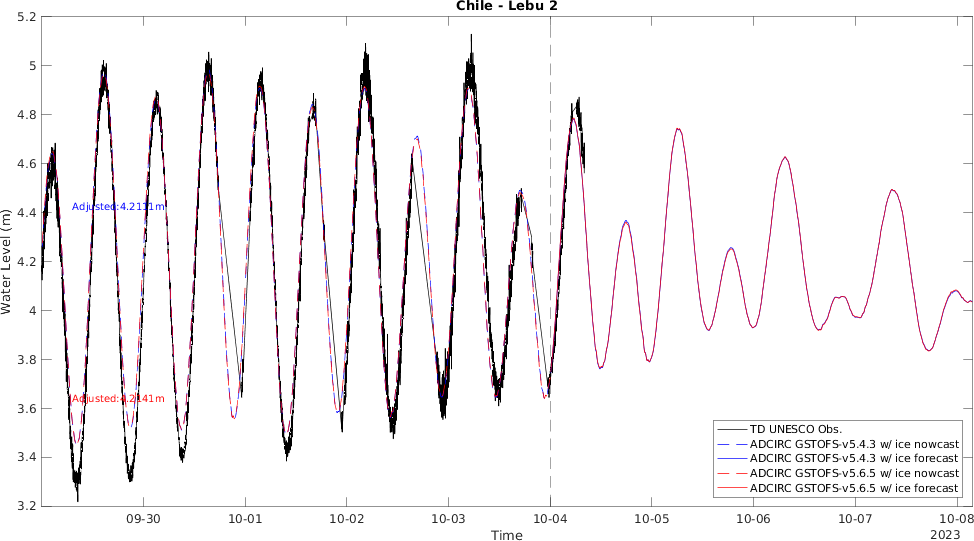 Chile - Lebu 2
5.2
5
4.8
4.6
4.4
4.2
4
3.8
3.6
3.4
3.2
Water Level (m)
Adjusted:4.2111m
Adjusted:4.2141m
TD UNESCO Obs.
ADCIRC GSTOFS-v5.4.3 w/ ice nowcast
ADCIRC GSTOFS-v5.4.3 w/ ice forecast
ADCIRC GSTOFS-v5.6.5 w/ ice nowcast
ADCIRC GSTOFS-v5.6.5 w/ ice forecast
09-30 10-01 10-02 10-03 10-04 10-05 10-06 10-07 10-08
Time 2023